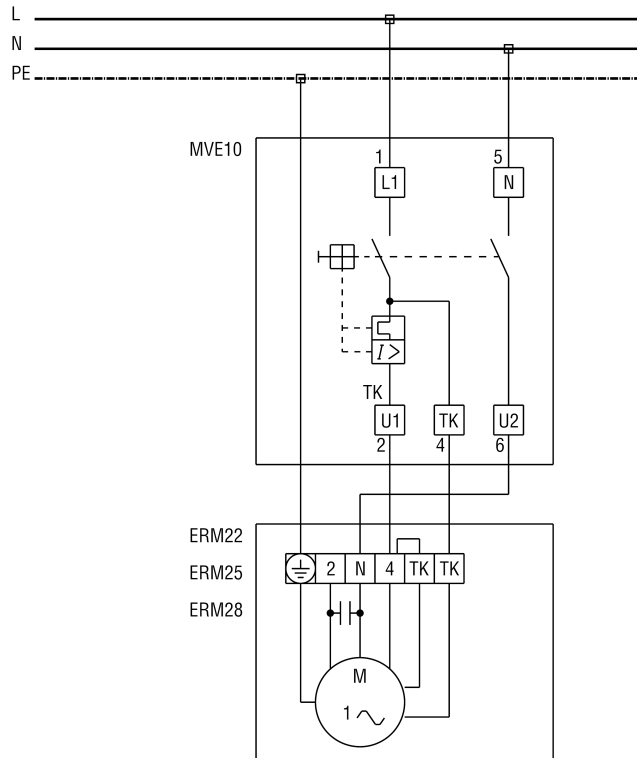 L
N
PE
MVE10
1 5
L1 N
I>
TK
U1 TK U2
2 4 6
ERM22
ERM25
ERM28
2 N 4 TK TK
M
1